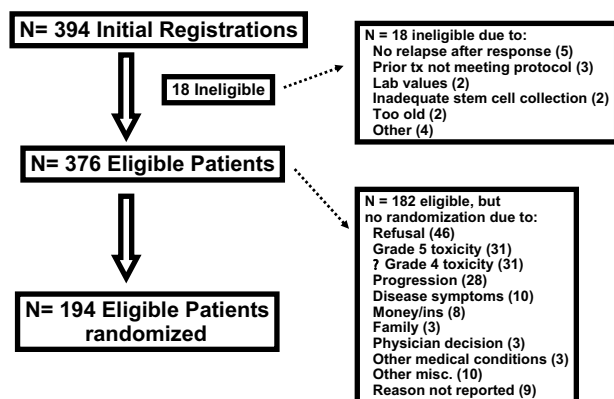 N= 394 Initial Registrations
18 Ineligible
N = 18 ineligible due to:
No relapse after response (5)
Prior tx not meeting protocol (3)
Lab values (2)
Inadequate stem cell collection (2)
Too old (2)
Other (4)
N= 376 Eligible Patients
N = 182 eligible, but
no randomization due to:
Refusal (46)
Grade 5 toxicity (31)
? Grade 4 toxicity (31)
Progression (28)
Disease symptoms (10)
Money/ins (8)
Family (3)
Physician decision (3)
Other medical conditions (3)
Other misc. (10)
Reason not reported (9)
N= 194 Eligible Patients
randomized